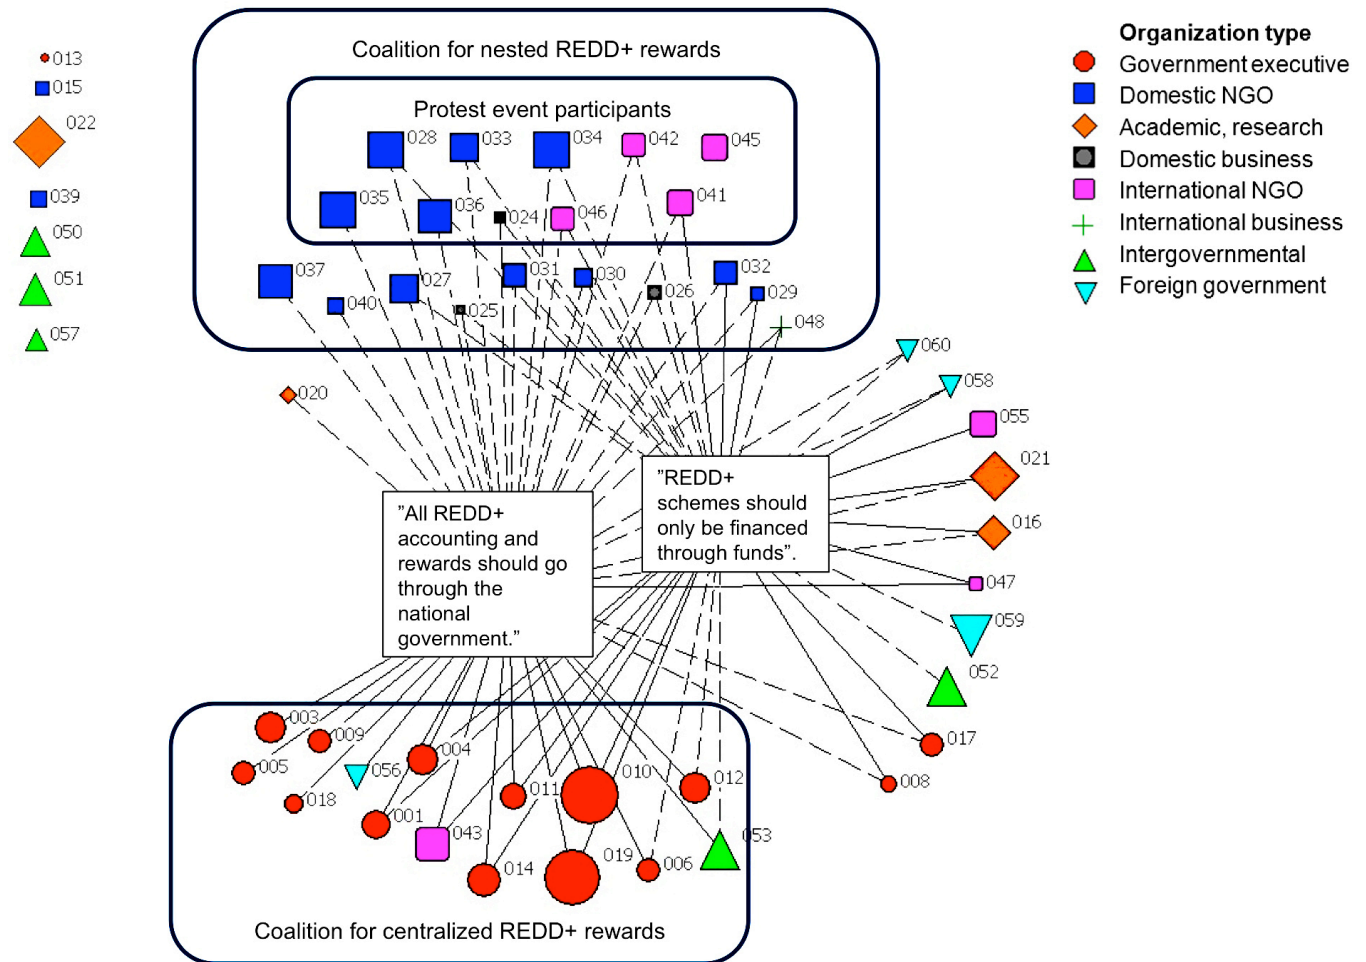 Coalition for nested REDD+ rewards
Protest event participants
028
033
034
042
045
035
036
024
046
041
037
040
027
025
031
030
026
032
029
048
013
015
022
039
050
051
057
020
060
058
055
021
016
047
059
052
017
008
"All REDD+
accounting and
rewards should go
through the
national
government."
"REDD+
schemes should
only be financed
through funds".
003
009
005
018
056
004
001
043
011
010
012
014
019
006
053
Coalition for centralized REDD+ rewards
Organization type
Government executive
Domestic NGO
Academic, research
Domestic business
International NGO
International business
Intergovernmental
Foreign government